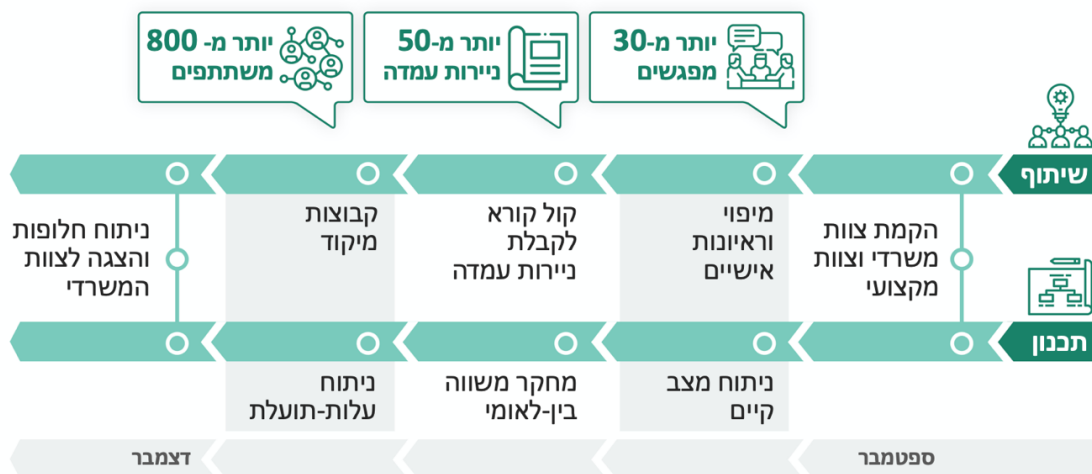 יותר מ-30
מפגשים
יותר מ-50
ניירות עמדה
יותר מ- 800
משתתפים
שיתוף
הקמת צוות
משרדי וצוות
מקצועי
מיפוי
וראיונות
אישיים
קול קורא
לקבלת
ניירות עמדה
קבוצות
מיקוד
ניתוח חלופות
והצגה לצוות
המשרדי
תכנון
ניתוח מצב
קיים
מחקר משווה
בין-לאומי
ניתוח
עלות-תועלת
ספטמבר
דצמבר